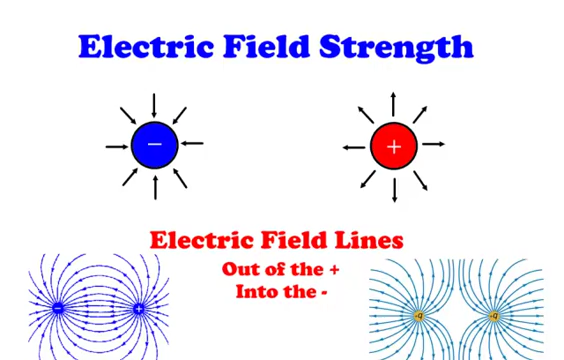 Electric Field Strength
−
+
Electric Field Lines
Out of the +
Into the -
− +
-q -q